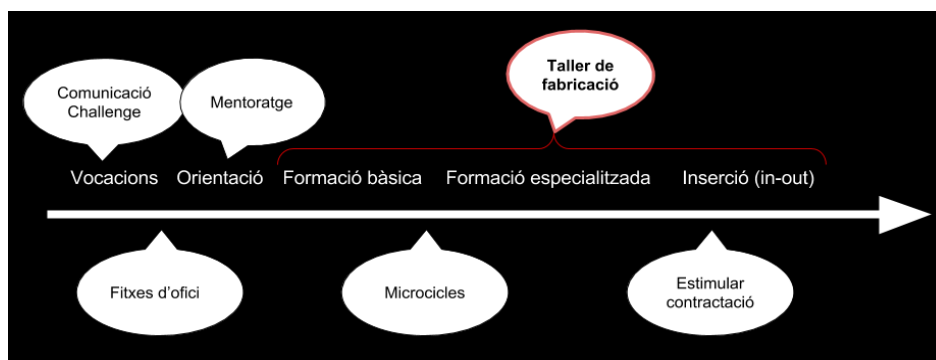 Comunicació
Challenge
Mentoratge
Taller de
fabricació
Vocacions
Orientació
Formació bàsica
Formació especialitzada
Inserció (in-out)
Fitxes d'ofici
Microcicles
Estimular
contractació